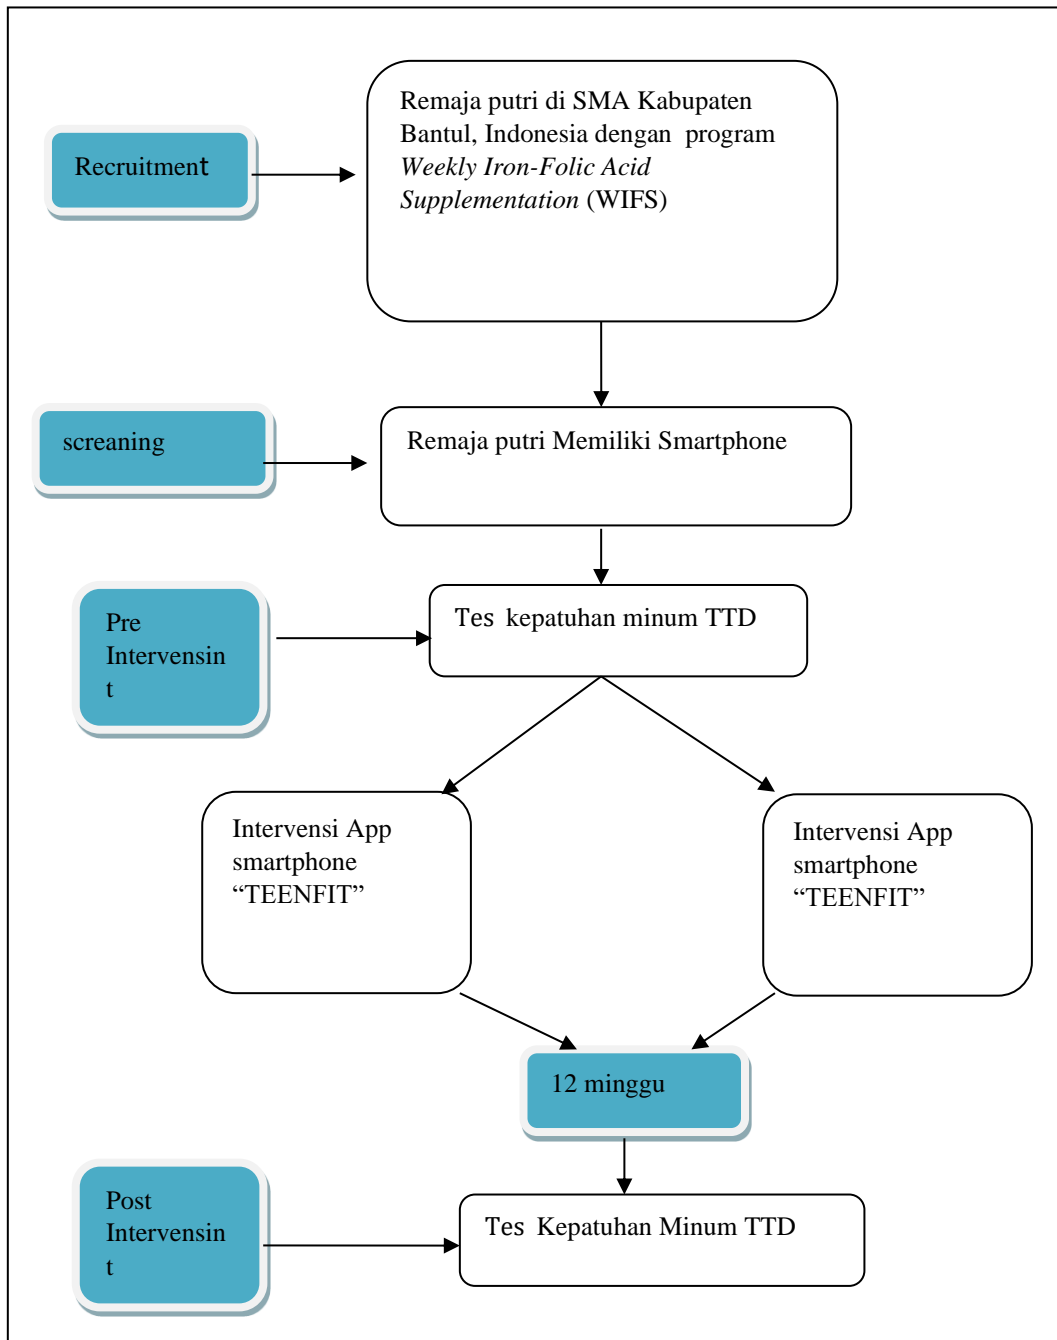 Recruitment
Remaja putri di SMA Kabupaten
Bantul, Indonesia dengan  program
Weekly Iron-Folic Acid
Supplementation (WIFS)
screaning
Remaja putri Memiliki Smartphone
Pre
Intervensin
t
Tes  kepatuhan minum TTD
Intervensi App
smartphone
“TEENFIT”
Intervensi App
smartphone
“TEENFIT”
12 minggu
Post
Intervensin
t
Tes  Kepatuhan Minum TTD